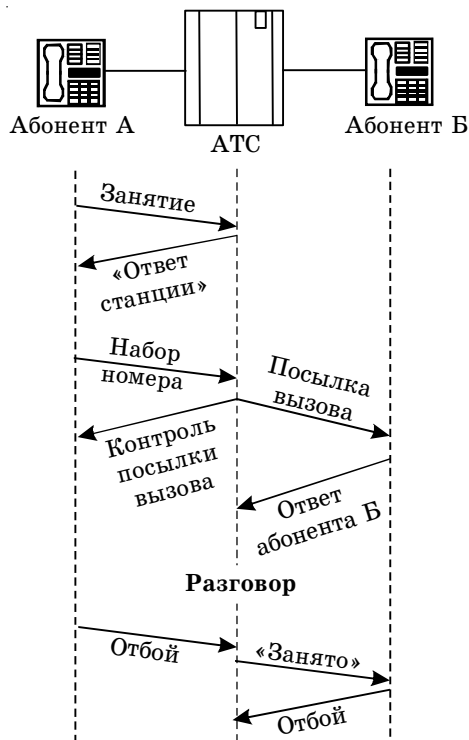 Абонент А
АТС
Абонент Б
Занятие
«Ответ
станции»
Набор
номера
Посылка
вызова
Контроль
посылки
вызова
Ответ
абонента Б
Разговор
Отбой
«Занято»
Отбой